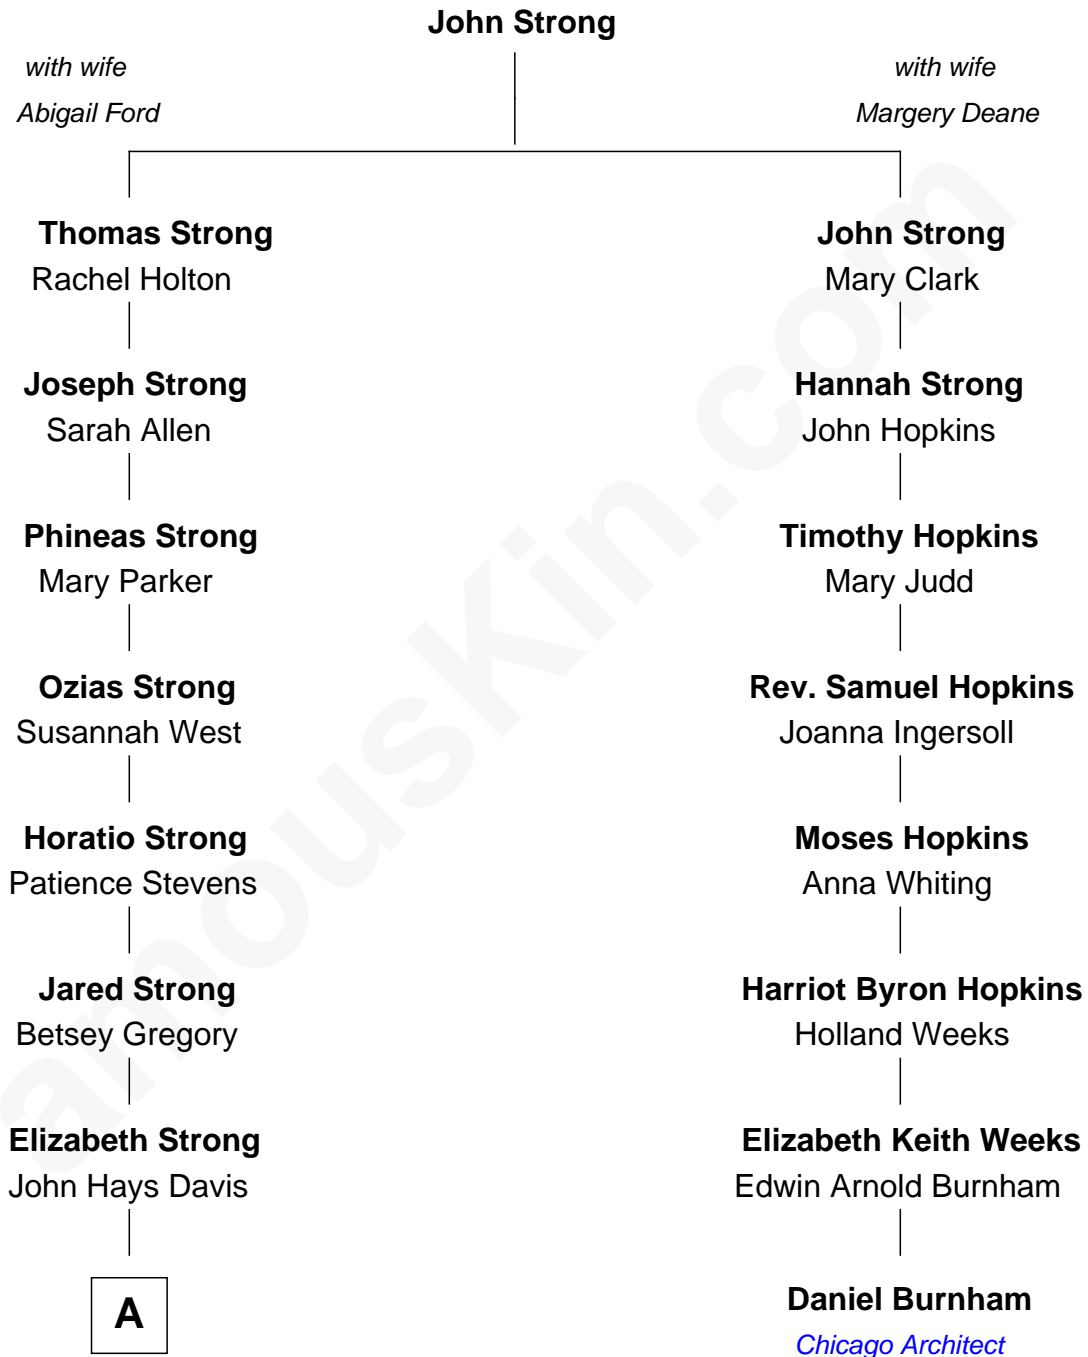 John Strong
with wife
Abigail Ford
with wife
Margery Deane
Thomas Strong
Rachel Holton
Joseph Strong
Sarah Allen
Phineas Strong
Mary Parker
Ozias Strong
Susannah West
Horatio Strong
Patience Stevens
Jared Strong
Betsey Gregory
Elizabeth Strong
John Hays Davis
A
John Strong
Mary Clark
Hannah Strong
John Hopkins
Timothy Hopkins
Mary Judd
Rev. Samuel Hopkins
Joanna Ingersoll
Moses Hopkins
Anna Whiting
Harriot Byron Hopkins
Holland Weeks
Elizabeth Keith Weeks
Edwin Arnold Burnham
Daniel Burnham
Chicago Architect
amousKin.com